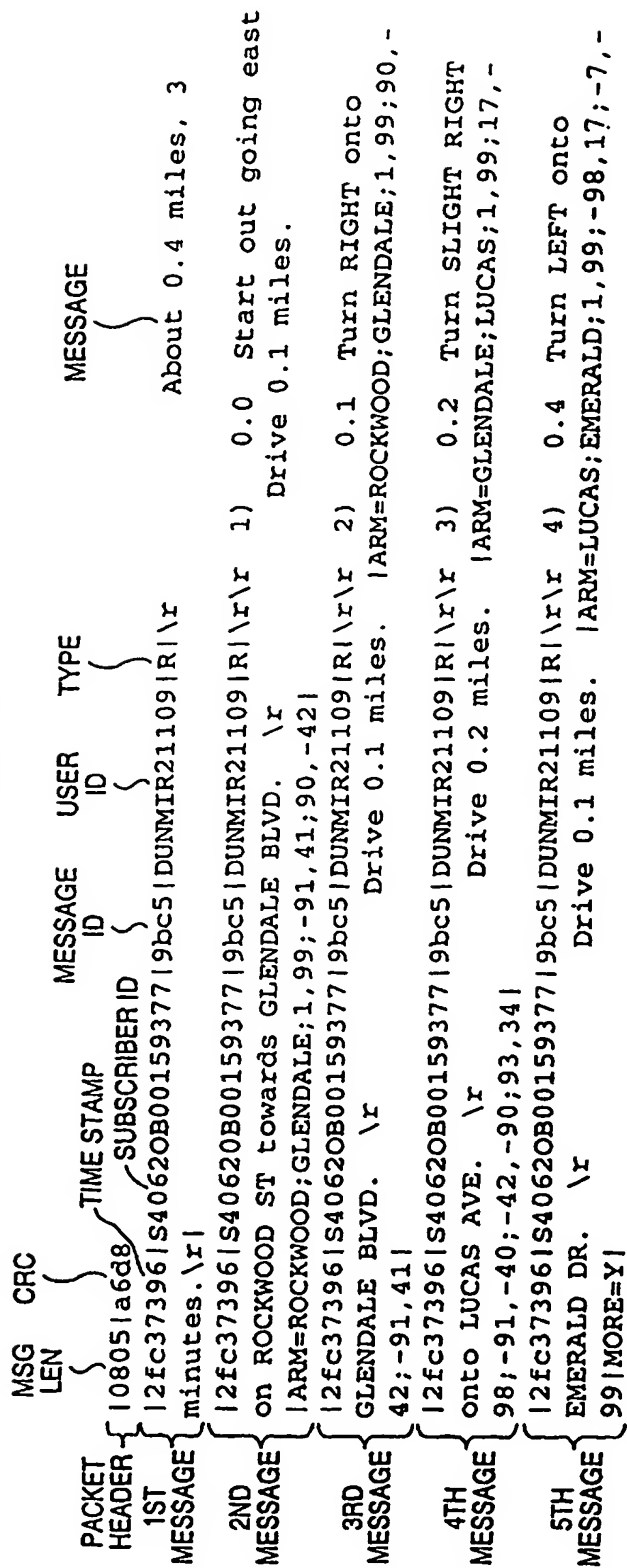 MSG LEN CRC TIME STAMP SUBSCRIBER ID MESSAGE ID USER ID TYPE MESSAGE
PACKET HEADER |0805|a6d8
1ST MESSAGE |2fc37396|S4062OB00159377|9bc5|DUNMIR21109|R|\r About 0.4 miles, 3
minutes.\r|
2ND MESSAGE |2fc37396|S4062OB00159377|9bc5|DUNMIR21109|R|\r\r 1) 0.0 Start out going east
on ROCKWOOD ST towards GLENDALE BLVD. \r Drive 0.1 miles.
|ARM=ROCKWOOD;GLENDALE;1,99;-91,41;90,-42|
3RD MESSAGE |2fc37396|S4062OB00159377|9bc5|DUNMIR21109|R|\r\r 2) 0.1 Turn RIGHT onto
GLENDALE BLVD. \r Drive 0.1 miles. |ARM=ROCKWOOD;GLENDALE;1,99;90,-
42;-91,41|
4TH MESSAGE |2fc37396|S4062OB00159377|9bc5|DUNMIR21109|R|\r\r 3) 0.2 Turn SLIGHT RIGHT
onto LUCAS AVE. \r Drive 0.2 miles. |ARM=GLENDALE;LUCAS;1,99;17,-
98;-91,-40;-42,-90;93,34|
5TH MESSAGE |2fc37396|S4062OB00159377|9bc5|DUNMIR21109|R|\r\r 4) 0.4 Turn LEFT onto
EMERALD DR. \r Drive 0.1 miles. |ARM=LUCAS;EMERALD;1,99;-98,17;-7,-
99|MORE=Y|